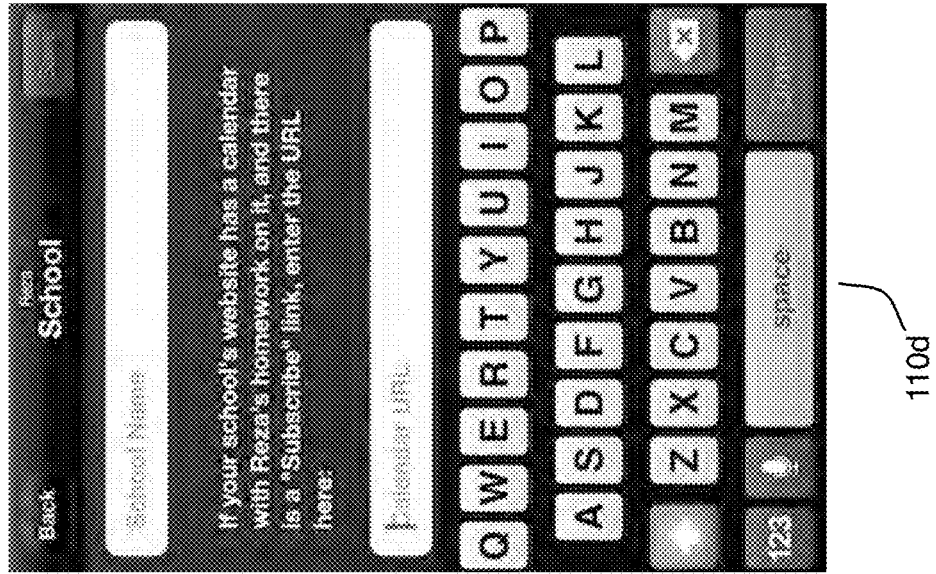 Back
Reza
School
School Name
If your school's website has a calendar
with Reza's homework on it, and there
is a "Subscribe" link, enter the URL
here:
Calendar URL
Q W E R T Y U I O P
A S D F G H J K L
Z X C V B N M
123 space
110d